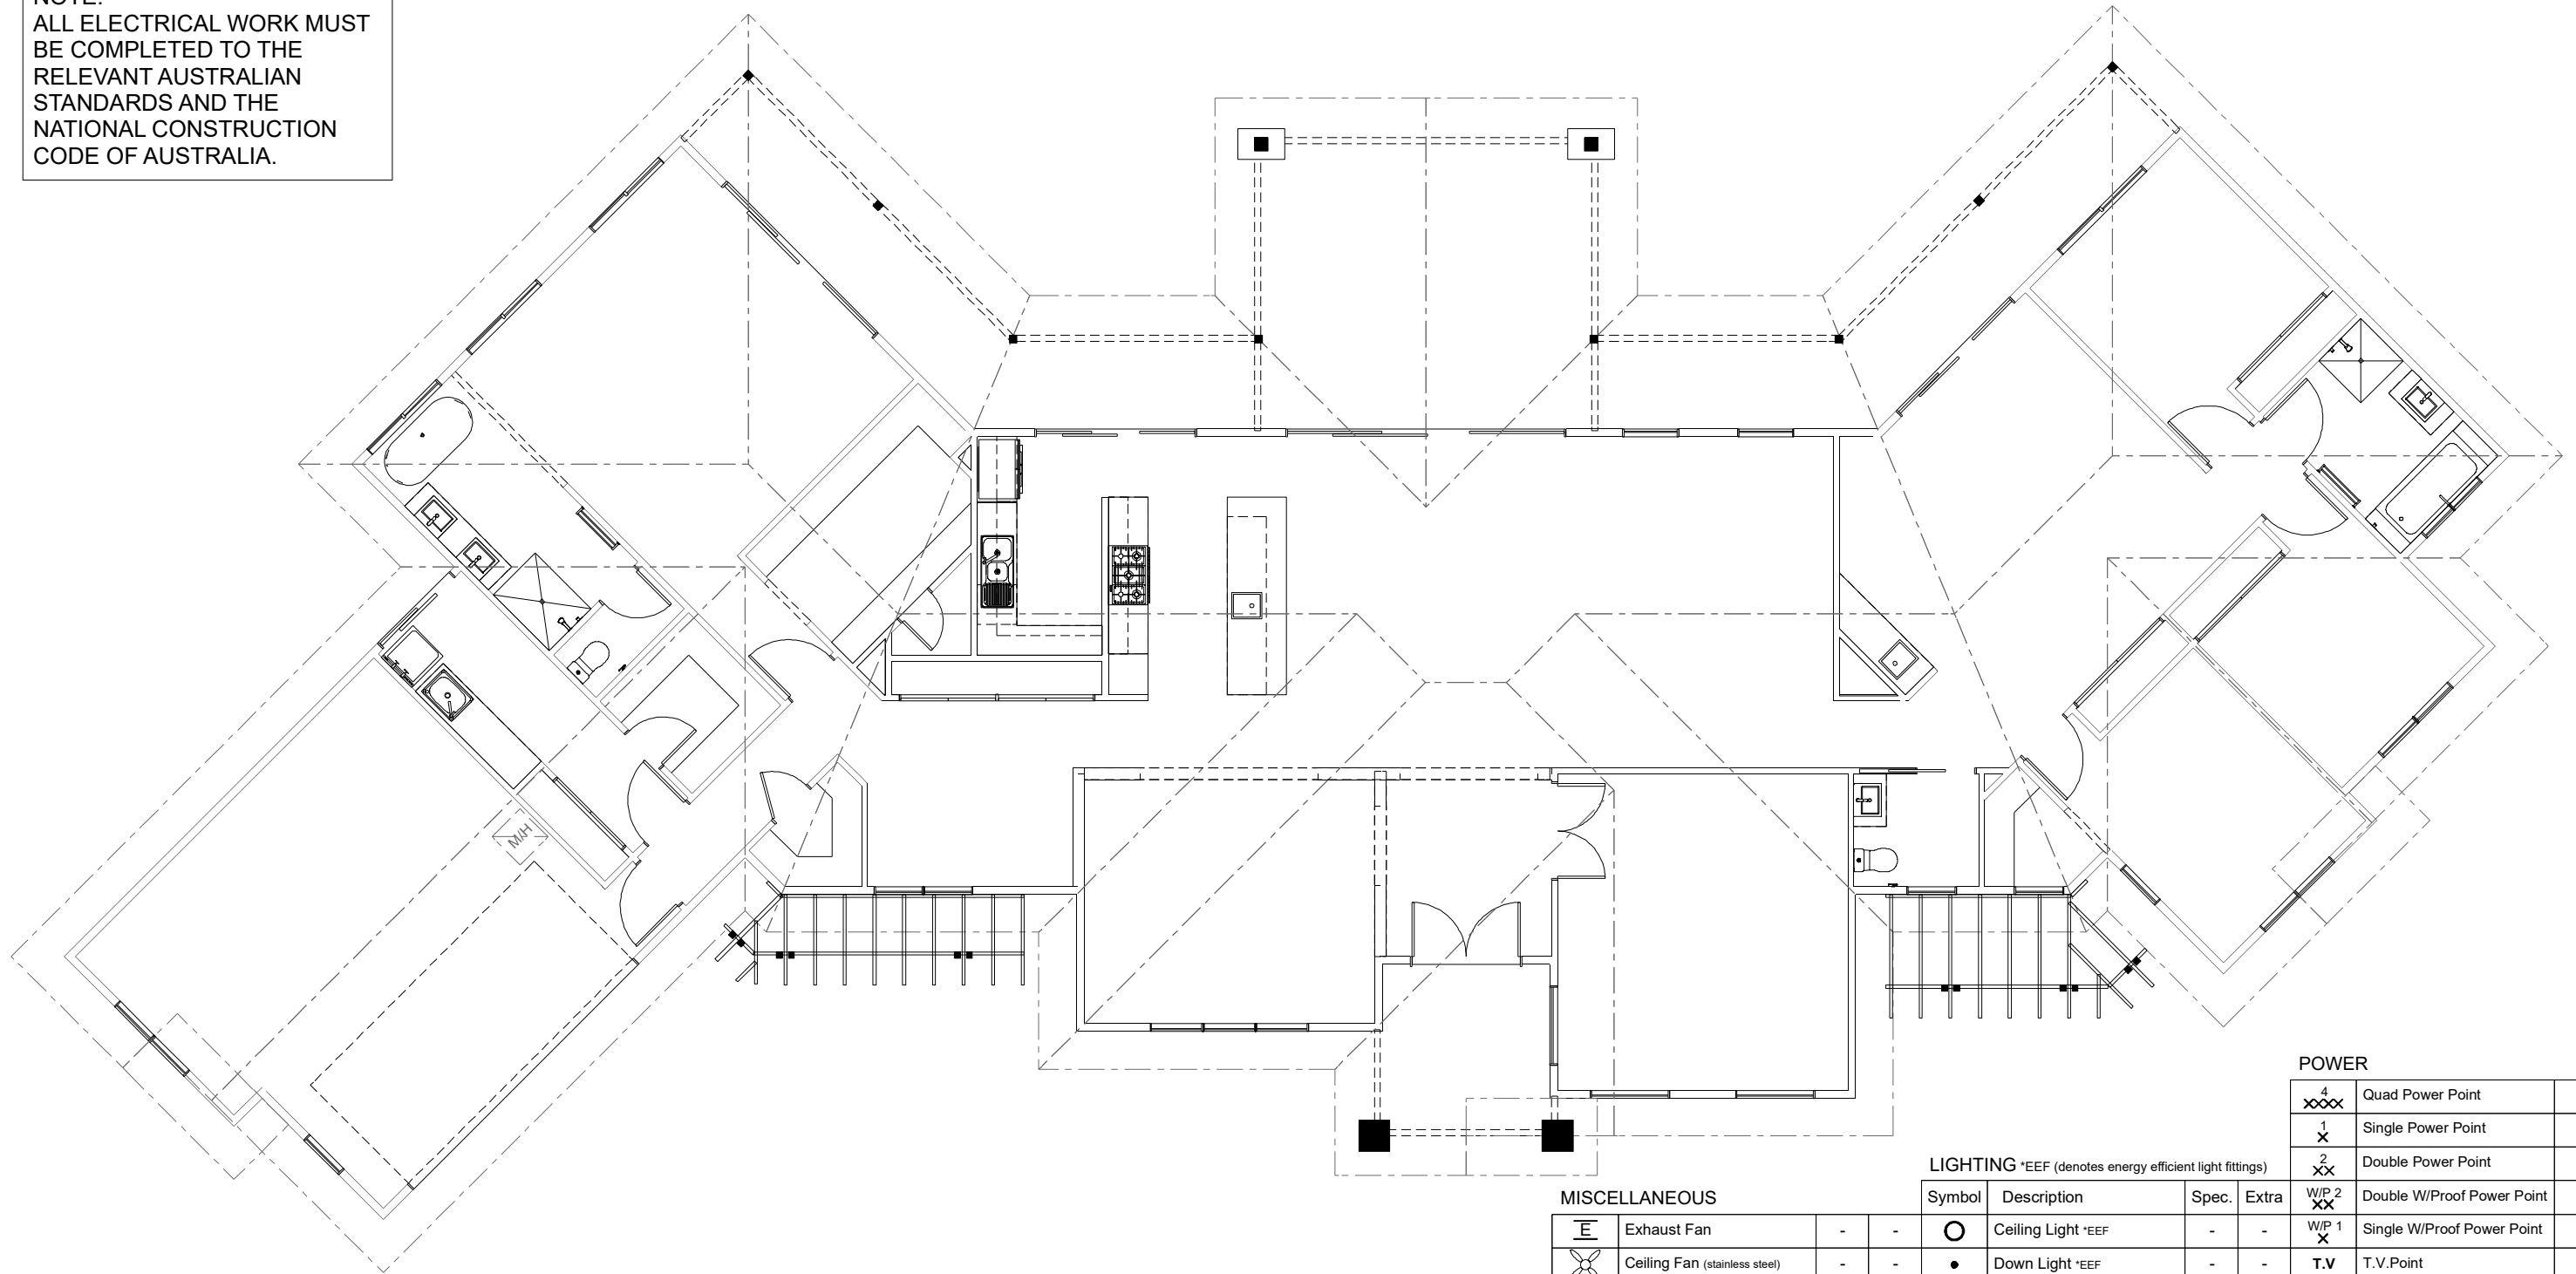 NOTE:
ALL ELECTRICAL WORK MUST
BE COMPLETED TO THE
RELEVANT AUSTRALIAN
STANDARDS AND THE
NATIONAL CONSTRUCTION
CODE OF AUSTRALIA.
M/H
POWER
4 Quad Power Point
1 Single Power Point
2 Double Power Point
W/P 2 Double W/Proof Power Point
W/P 1 Single W/Proof Power Point
T.V T.V.Point
LIGHTING *EEF (denotes energy efficient light fittings)
Symbol Description Spec. Extra
Ceiling Light *EEF - -
Down Light *EEF - -
MISCELLANEOUS
E Exhaust Fan - -
Ceiling Fan (stainless steel) - -